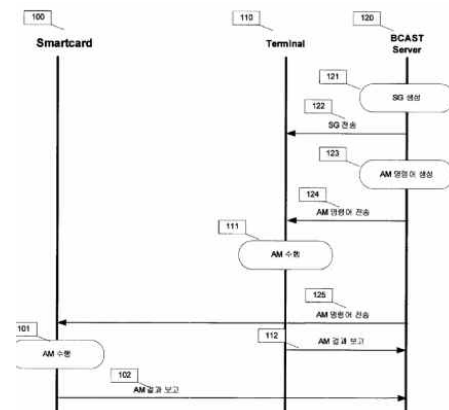 100
110
120
Smartcard
Terminal
BCAST
Server
121
SG 생성
122
SG 전송
123
AM 명령어 생성
124
AM 명령어 전송
111
AM 수행
125
AM 명령어 전송
101
112
AM 수행
AM 결과 보고
102
AM 결과 보고